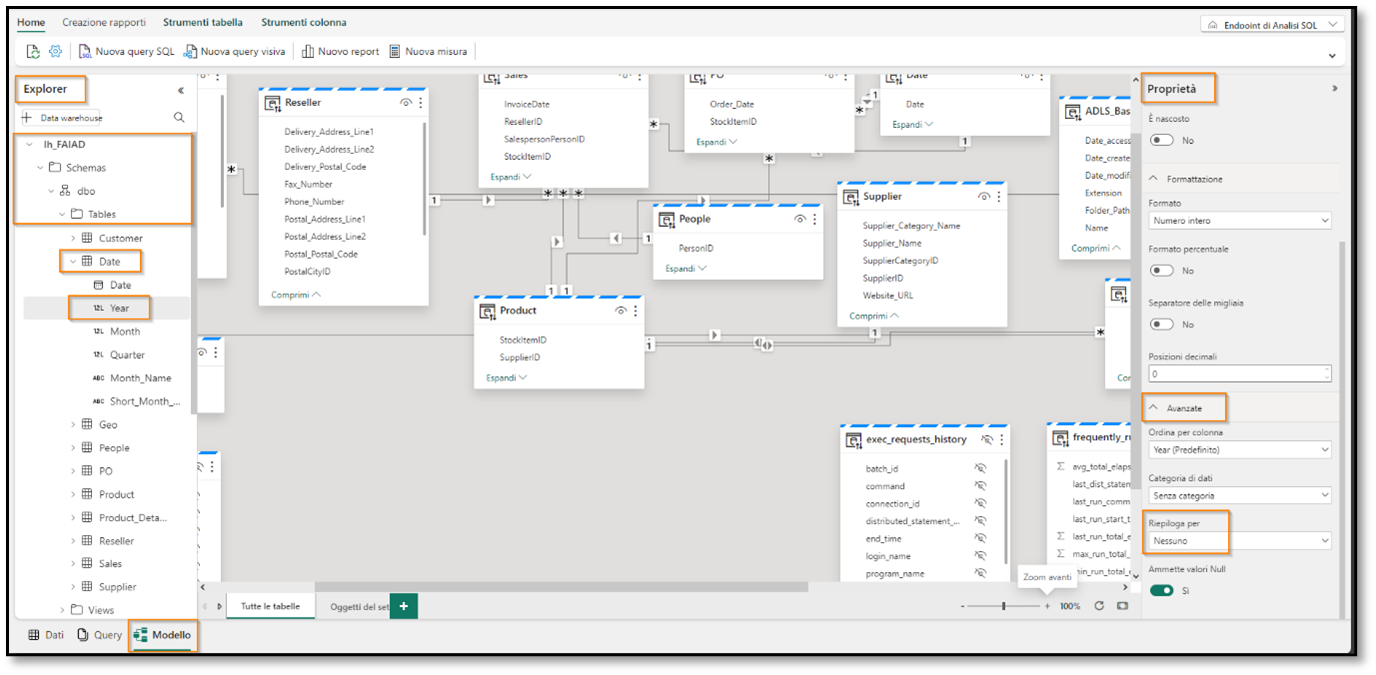 Home Creazione rapporti Strumenti tabella Strumenti colonna
Endooint di Analisi SQL
Nuova query SQL Nuova query visiva Nuovo report Nuova misura
Explorer
Data warehouse
lh_FAIAD
Schemas
dbo
Tables
Customer
Date
Date
Year
Month
Quarter
Month_Name
Short_Month_...
Geo
People
PO
Product
Product_Deta...
Reseller
Sales
Supplier
Views
Dati Query Modello
Reseller
Delivery_Address_Line1
Delivery_Address_Line2
Delivery_Postal_Code
Fax_Number
Phone_Number
Postal_Address_Line1
Postal_Address_Line2
Postal_Postal_Code
PostalCityID
Comprimi
Sales
InvoiceDate
ResellerID
SalespersonPersonID
StockItemID
Espandi
PO
Order_Date
StockItemID
Espandi
Date
Date
Espandi
ADLS_Bas
Date_access
Date_create
Date_modifi
Extension
Folder_Path
Name
Comprimi
People
PersonID
Espandi
Supplier
Supplier_Category_Name
Supplier_Name
SupplierCategoryID
SupplierID
Website_URL
Comprimi
Product
StockItemID
SupplierID
Espandi
Cor
exec_requests_history
batch_id
command
connection_id
distributed_statement_...
end_time
login_name
program_name
frequently_ru
avg_total_elaps
last_dist_statem
last_run_comm
last_run_start_t
last_run_total_e
max_run_total_
min_run_total_
Zoom avanti
Tutte le tabelle Oggetti del set +
- + 100%
Proprietà
È nascosto
No
Formattazione
Formato
Numero intero
Formato percentuale
No
Separatore delle migliaia
No
Posizioni decimali
0
Avanzate
Ordina per colonna
Year (Predefinito)
Categoria di dati
Senza categoria
Riepiloga per
Nessuno
Ammette valori Null
Sì